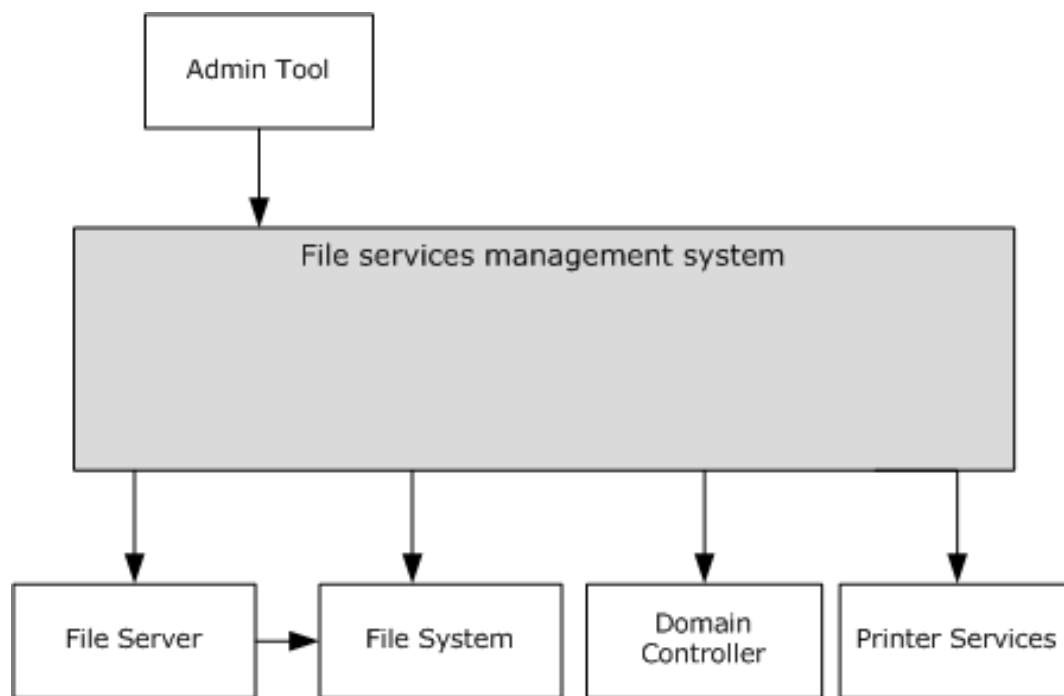 Admin Tool
File services management system
File Server
File System
Domain
Controller
Printer Services